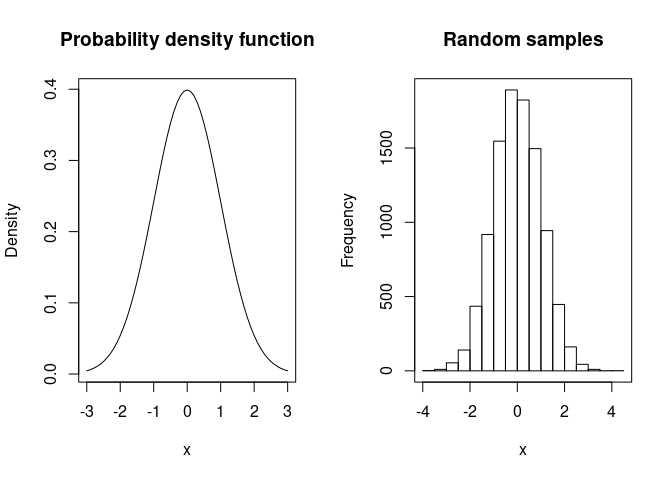 Probability density function
Density
0.4
0.3
0.2
0.1
0.0
-3 -2 -1 0 1 2 3
x
Random samples
Frequency
1500
1000
500
0
-4 -2 0 2 4
x